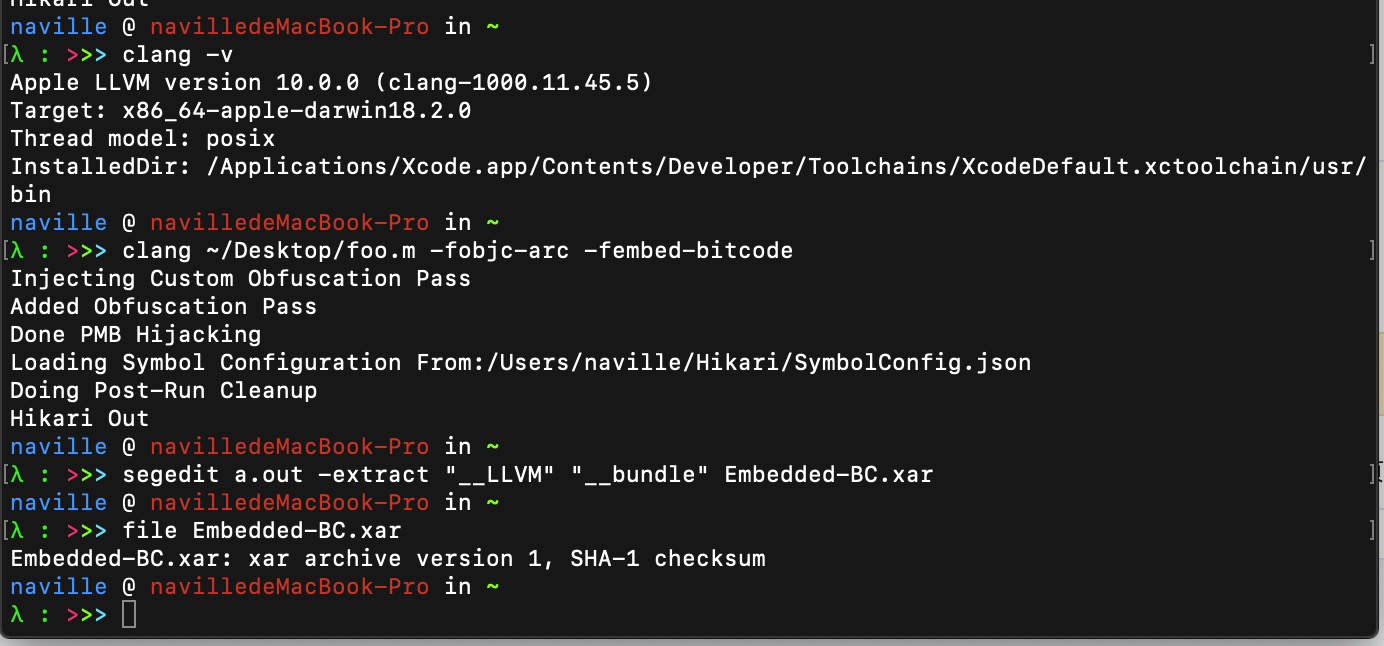 Hikari Out
naville @ navilledeMacBook-Pro in ~
[λ : >>> clang -v ]
Apple LLVM version 10.0.0 (clang-1000.11.45.5)
Target: x86_64-apple-darwin18.2.0
Thread model: posix
InstalledDir: /Applications/Xcode.app/Contents/Developer/Toolchains/XcodeDefault.xctoolchain/usr/
bin
naville @ navilledeMacBook-Pro in ~
[λ : >>> clang ~/Desktop/foo.m -fobjc-arc -fembed-bitcode ]
Injecting Custom Obfuscation Pass
Added Obfuscation Pass
Done PMB Hijacking
Loading Symbol Configuration From:/Users/naville/Hikari/SymbolConfig.json
Doing Post-Run Cleanup
Hikari Out
naville @ navilledeMacBook-Pro in ~
[λ : >>> segedit a.out -extract "__LLVM" "__bundle" Embedded-BC.xar ]
naville @ navilledeMacBook-Pro in ~
[λ : >>> file Embedded-BC.xar ]
Embedded-BC.xar: xar archive version 1, SHA-1 checksum
naville @ navilledeMacBook-Pro in ~
λ : >>>